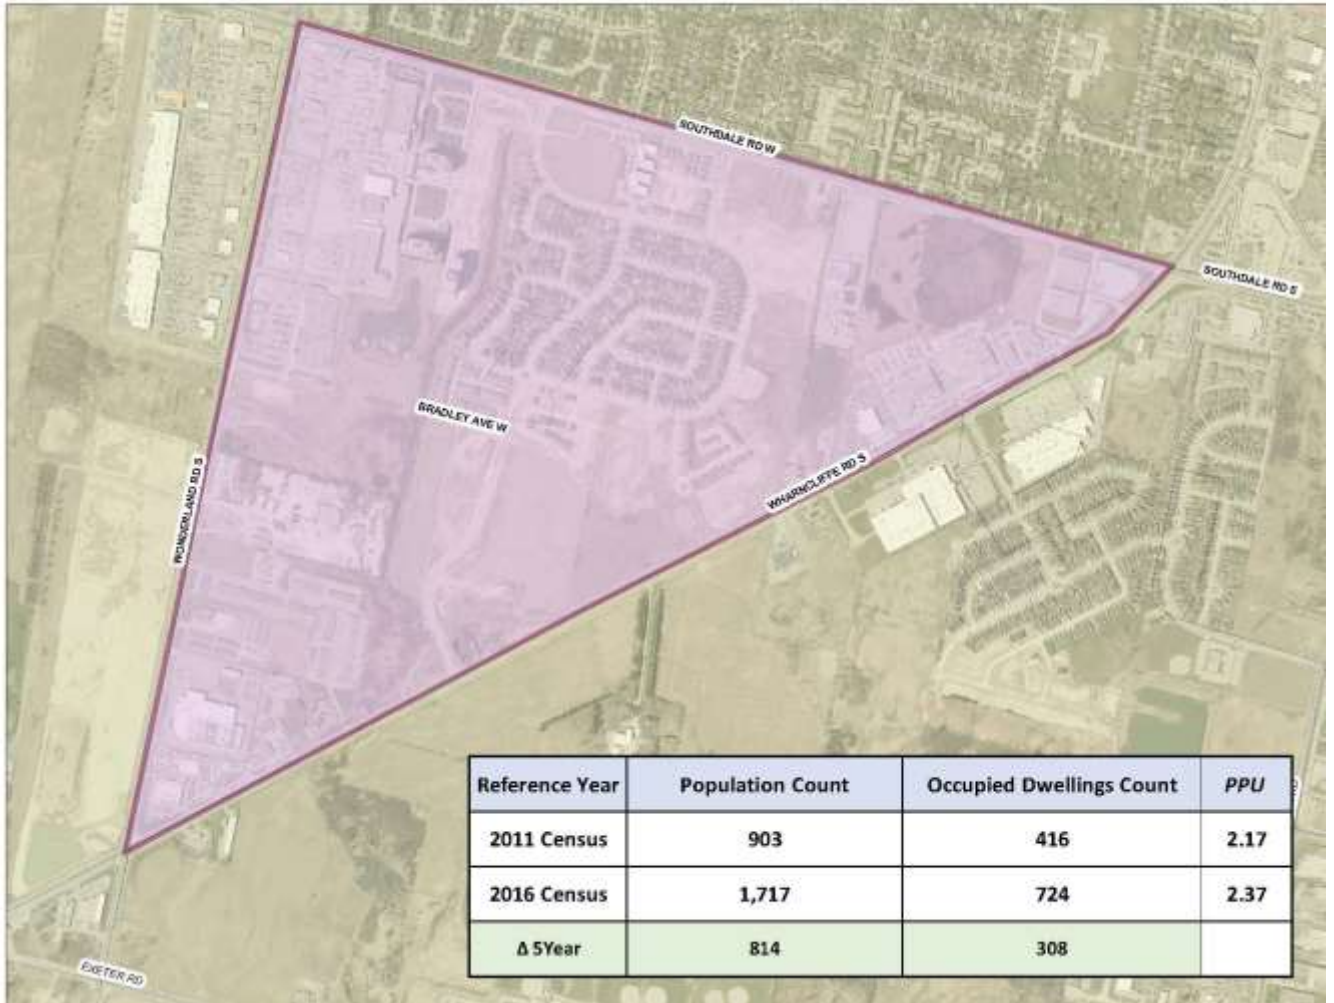 SOUTHDALE RD W
SOUTHDALE RD S
BRADLEY AVE W
WONDERLAND RD S
WHARNCLIFFE RD S
Reference Year Population Count Occupied Dwellings Count PPU
2011 Census 903 416 2.17
2016 Census 1,717 724 2.37
Δ 5Year 814 308
EXETER RD